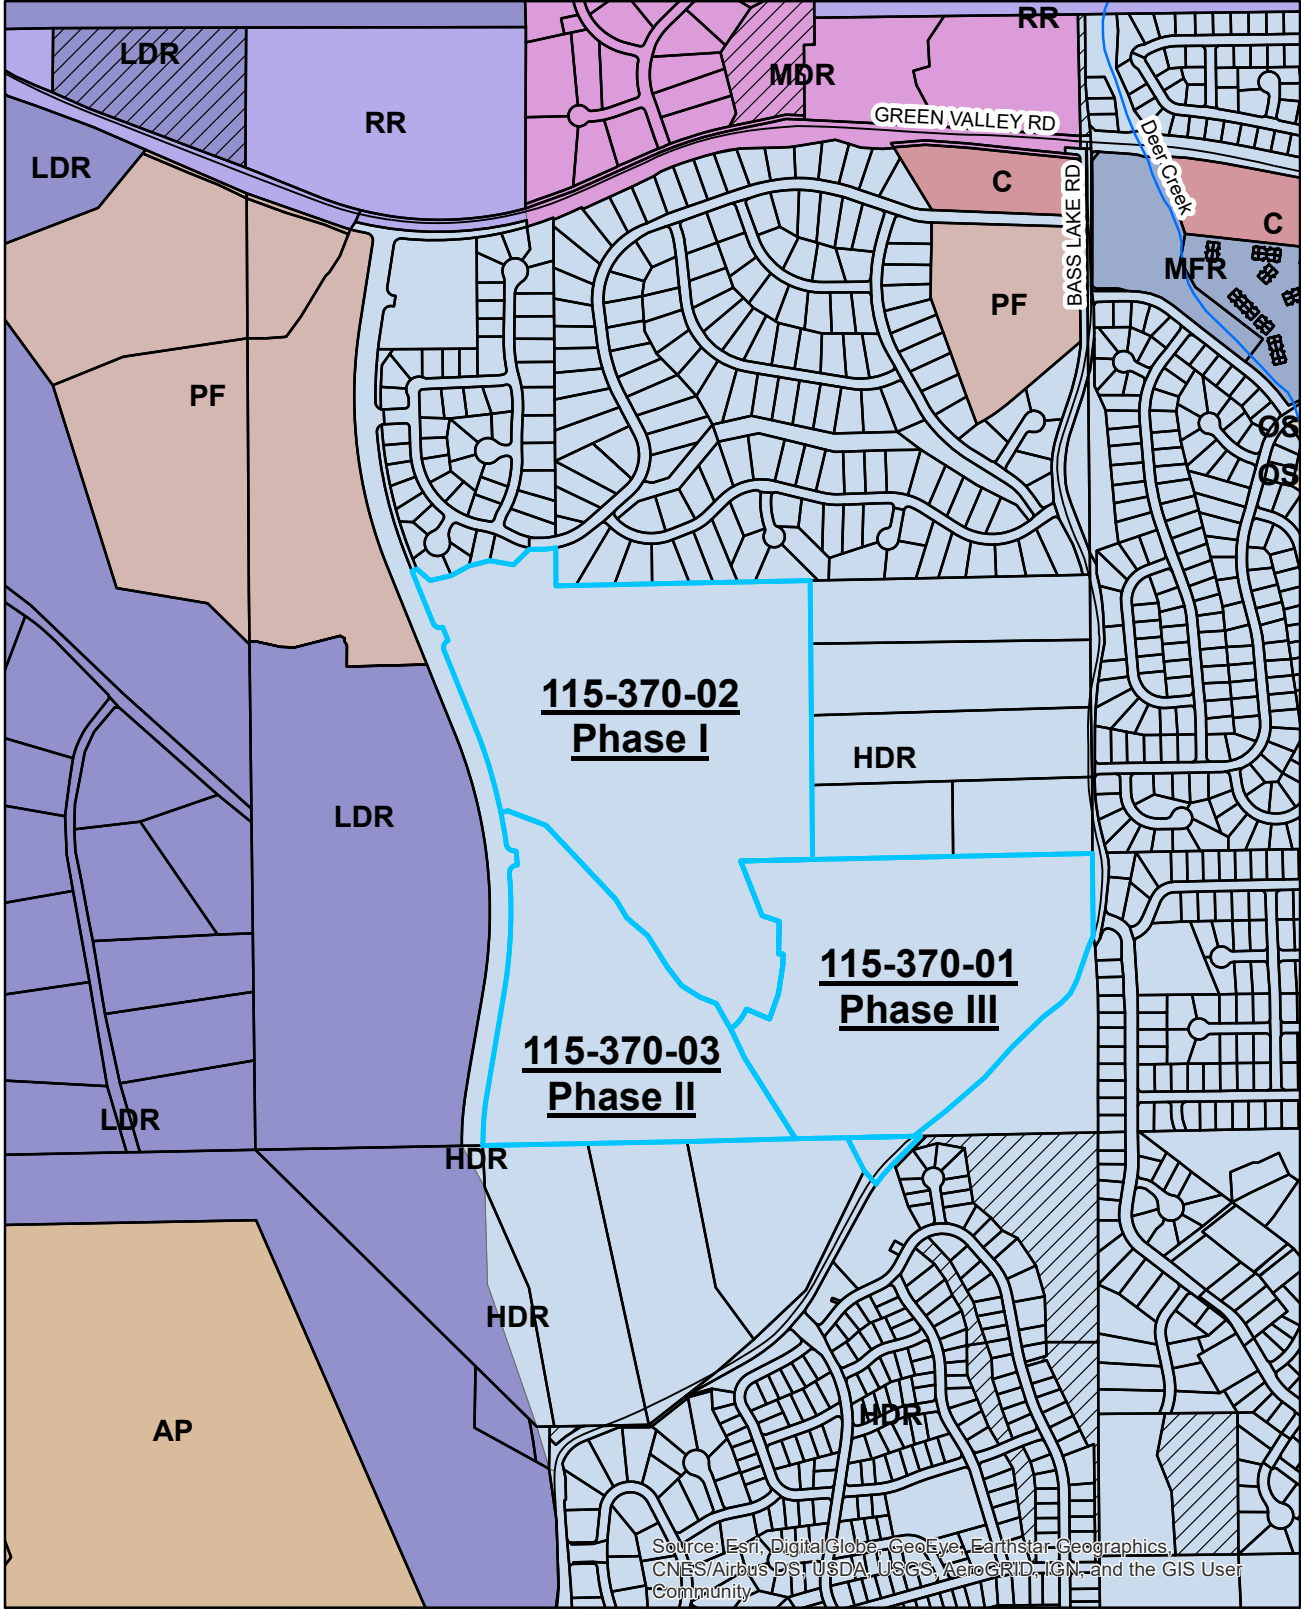 RR
LDR
MDR
RR
GREEN VALLEY RD
Deer Creek
LDR
C
BASS LAKE RD
C
MFR
PF
PF
OS
OS
115-370-02
Phase I
HDR
LDR
115-370-01
Phase III
115-370-03
Phase II
LDR
HDR
HDR
HDR
AP
Source: Esri, DigitalGlobe, GeoEye, Earthstar Geographics,
CNES/Airbus DS, USDA, USGS, AeroGRID, IGN, and the GIS User
Community